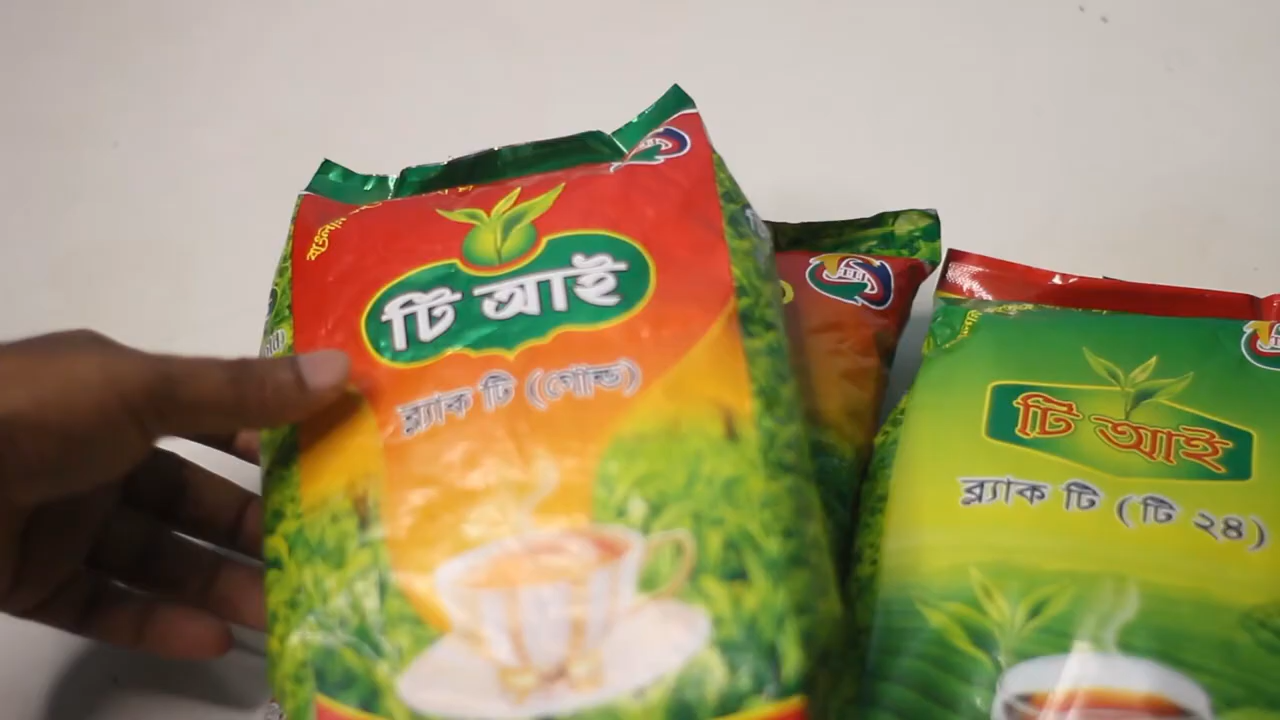 টি আই
ব্ল্যাক টি (গোল্ড)
টি আই
ব্ল্যাক টি (টি ২৪)